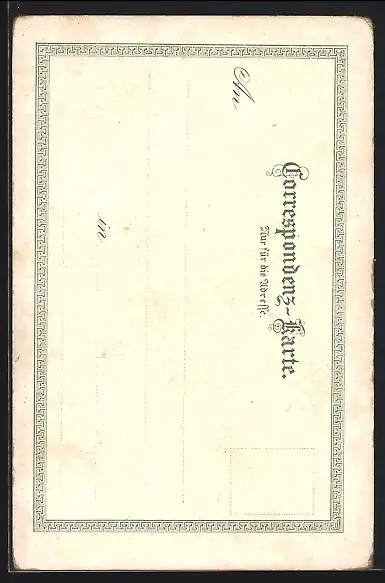 Correspondenz-Karte.
Nur für die Adresse.
An
in